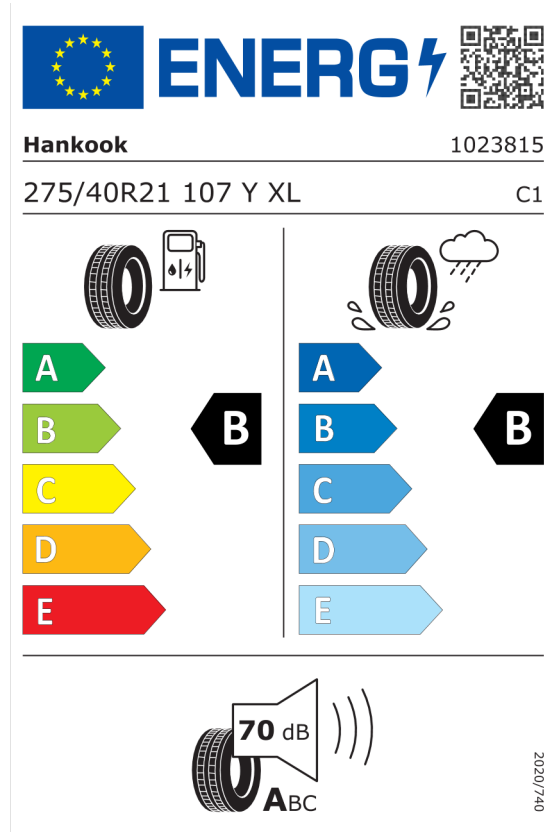 ENERG
Hankook 1023815
275/40R21 107 Y XL C1
A A
B B B B
C C
D D
E E
70 dB
ABC
2020/740